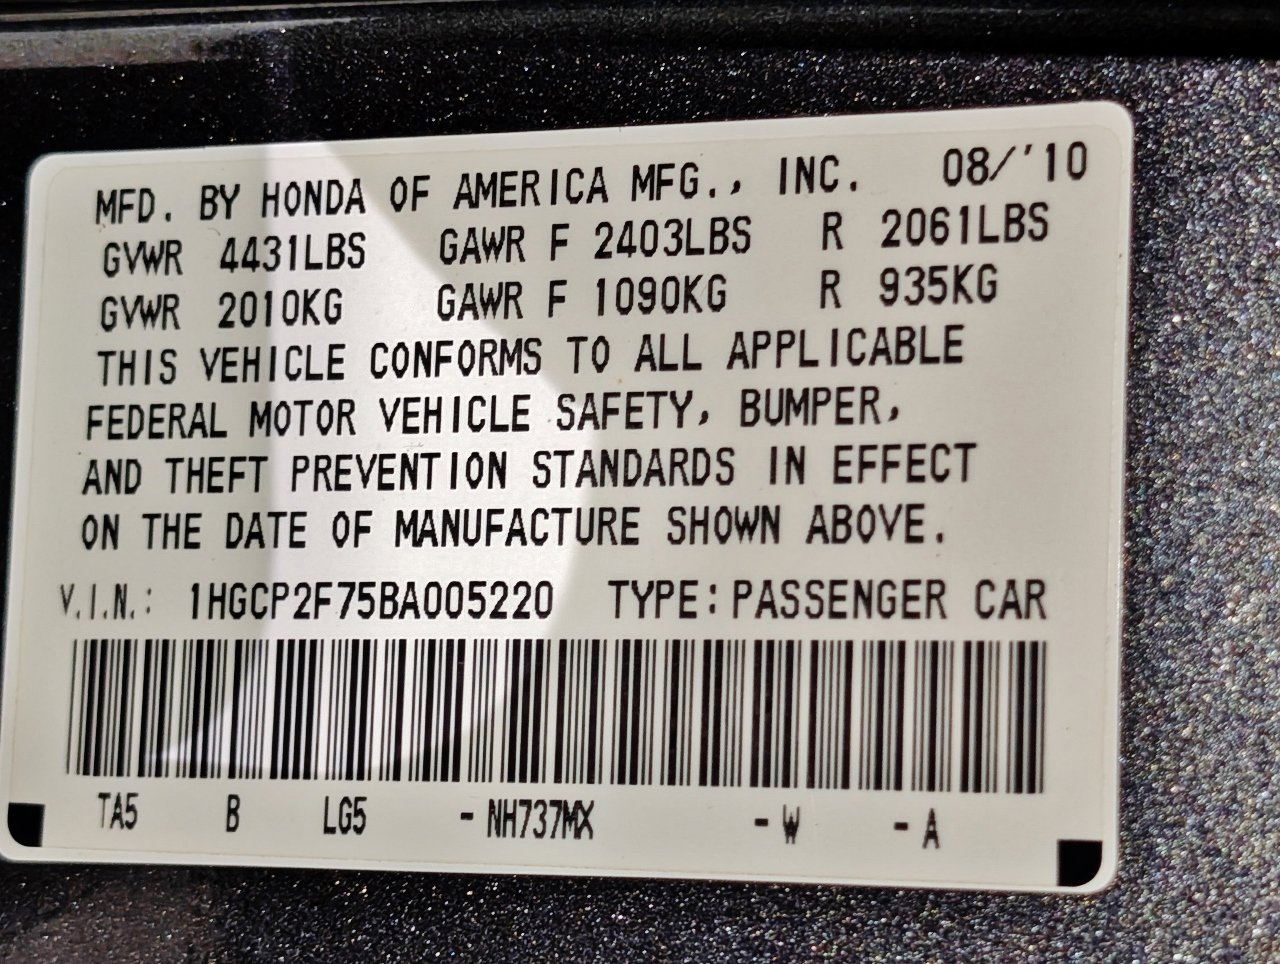 MFD. BY HONDA OF AMERICA MFG., INC. 08/'10
GVWR 4431LBS GAWR F 2403LBS R 2061LBS
GVWR 2010KG GAWR F 1090KG R 935KG
THIS VEHICLE CONFORMS TO ALL APPLICABLE
FEDERAL MOTOR VEHICLE SAFETY, BUMPER,
AND THEFT PREVENTION STANDARDS IN EFFECT
ON THE DATE OF MANUFACTURE SHOWN ABOVE.
V.I.N.: 1HGCP2F75BA005220 TYPE: PASSENGER CAR
TA5 B LG5 -NH737MX -W -A